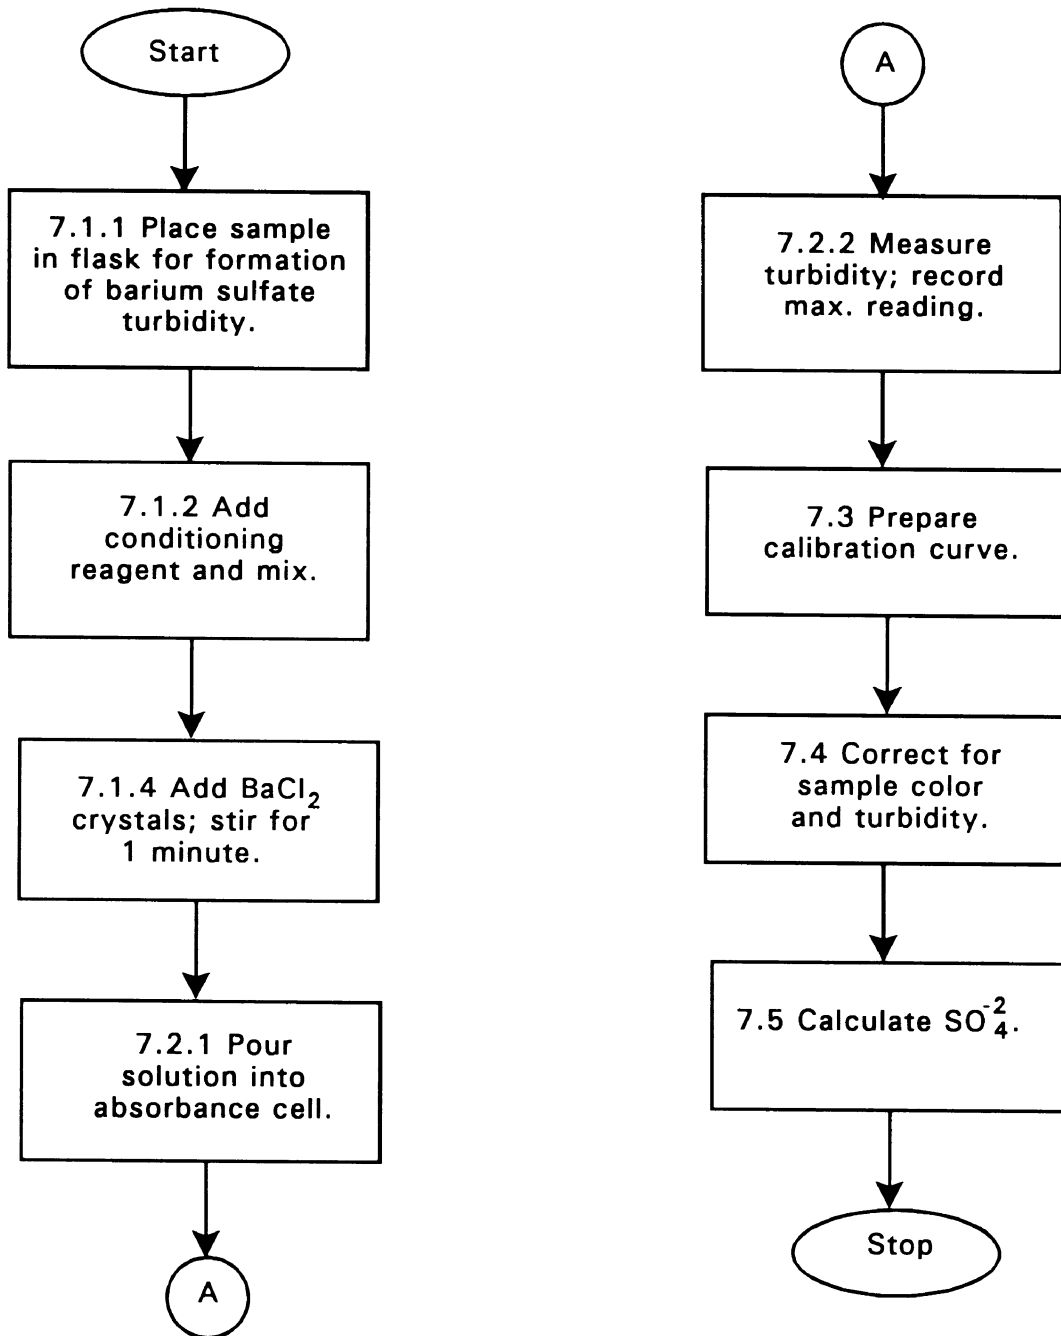 Start
7.1.1 Place sample
in flask for formation
of barium sulfate
turbidity.
7.1.2 Add
conditioning
reagent and mix.
7.1.4 Add BaCl₂
crystals; stir for
1 minute.
7.2.1 Pour
solution into
absorbance cell.
A
A
7.2.2 Measure
turbidity; record
max. reading.
7.3 Prepare
calibration curve.
7.4 Correct for
sample color
and turbidity.
7.5 Calculate SO₄⁻².
Stop